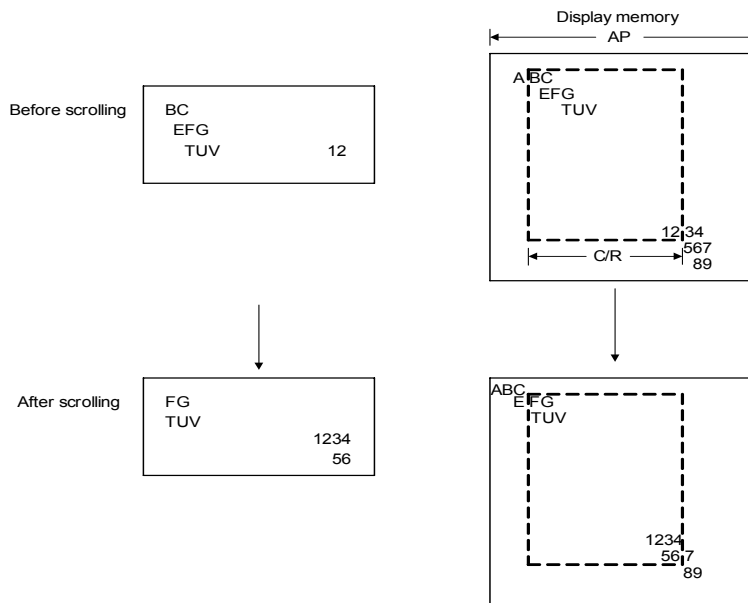 Display memory
AP
Before scrolling
BC
EFG
TUV 12
A BC
EFG
TUV
12 34
567
89
C/R
After scrolling
FG
TUV
1234
56
ABC
E FG
TUV
1234
56 7
89